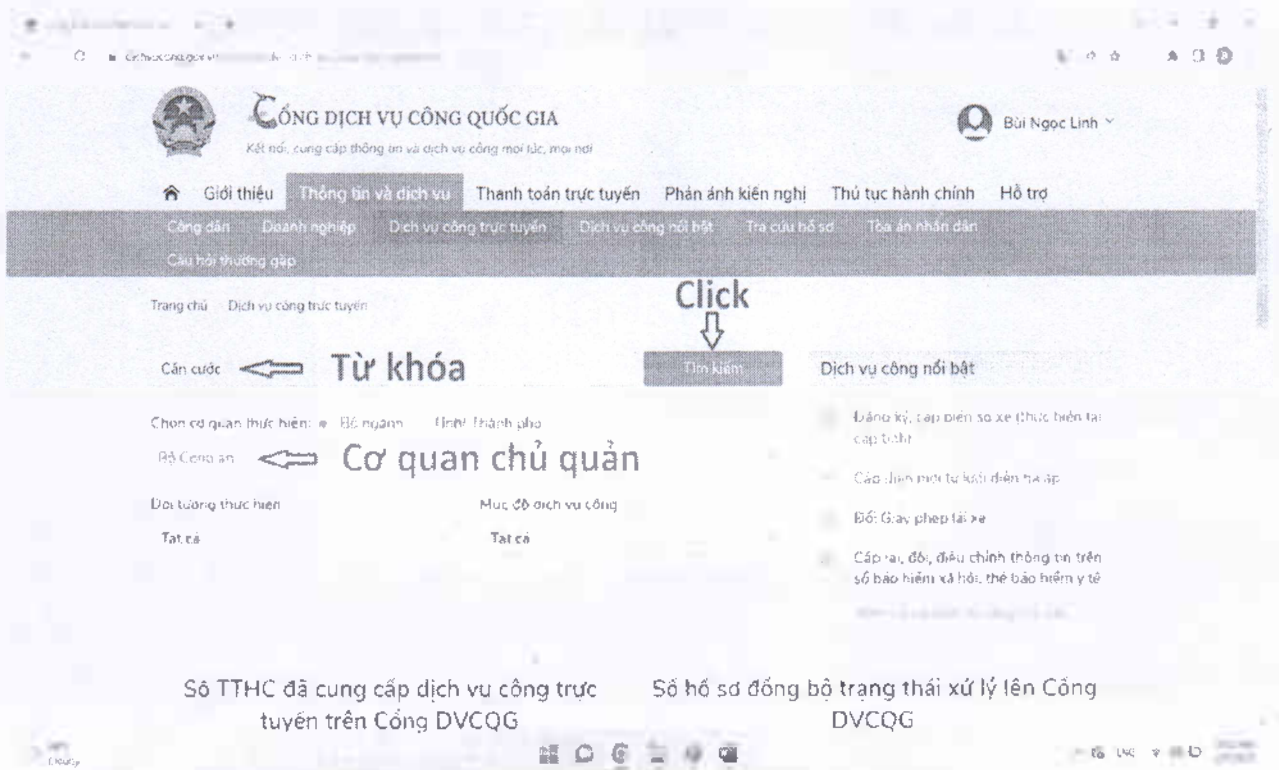 CỔNG DỊCH VỤ CÔNG QUỐC GIA
Kết nối, cung cấp thông tin và dịch vụ công mọi lúc, mọi nơi
Bùi Ngọc Linh
Giới thiệu Thông tin và dịch vụ Thanh toán trực tuyến Phản ánh kiến nghị Thủ tục hành chính Hỗ trợ
Công dân Doanh nghiệp Dịch vụ công trực tuyến Dịch vụ công nổi bật Tra cứu hồ sơ Tòa án nhân dân
Câu hỏi thường gặp
Trang chủ Dịch vụ công trực tuyến
Click
Căn cước Từ khóa Tìm kiếm
Dịch vụ công nổi bật
Chọn cơ quan thực hiện: Bộ ngành Tỉnh/ Thành phố
Bộ Công an Cơ quan chủ quản
Đối tượng thực hiện Mức độ dịch vụ công
Tất cả Tất cả
Đăng ký, cấp biển số xe (thực hiện tại
cấp tỉnh)
Cấp điện mới từ lưới điện hạ áp
Đổi Giấy phép lái xe
Cấp lại, đổi, điều chỉnh thông tin trên
sổ bảo hiểm xã hội, thẻ bảo hiểm y tế
Số TTHC đã cung cấp dịch vụ công trực
tuyến trên Cổng DVCQG
Số hồ sơ đồng bộ trạng thái xử lý lên Cổng
DVCQG